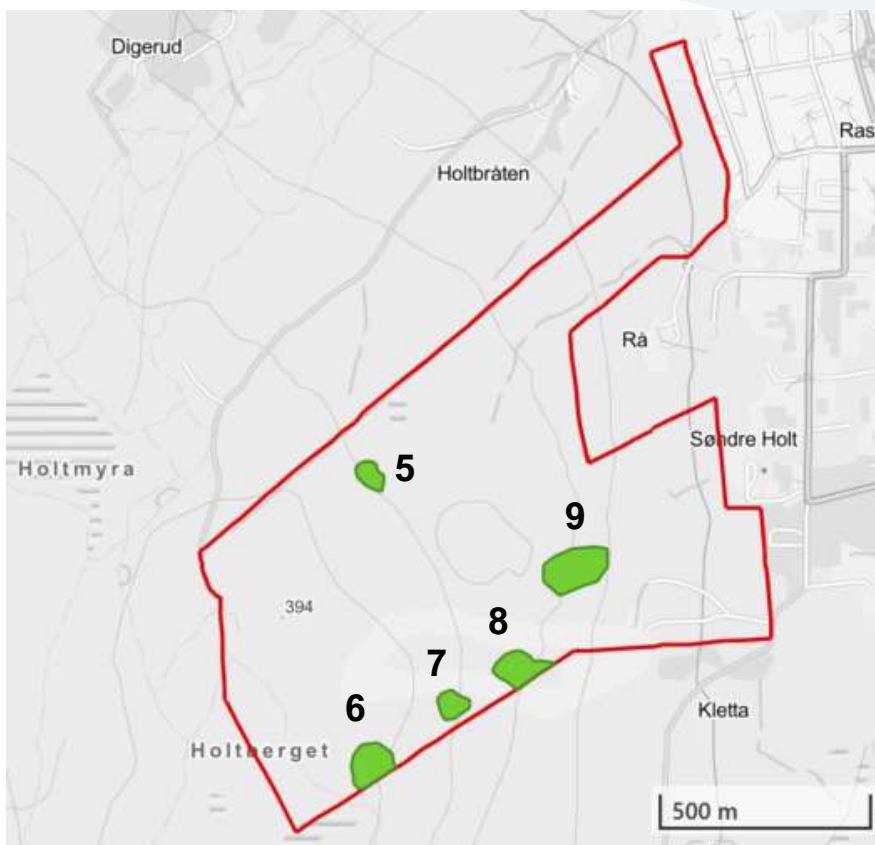 Digerud
Ras
Holtbråten
Rå
Søndre Holt
Holtmyra
5
9
394
8
7
6
Kletta
Holtberget
500 m